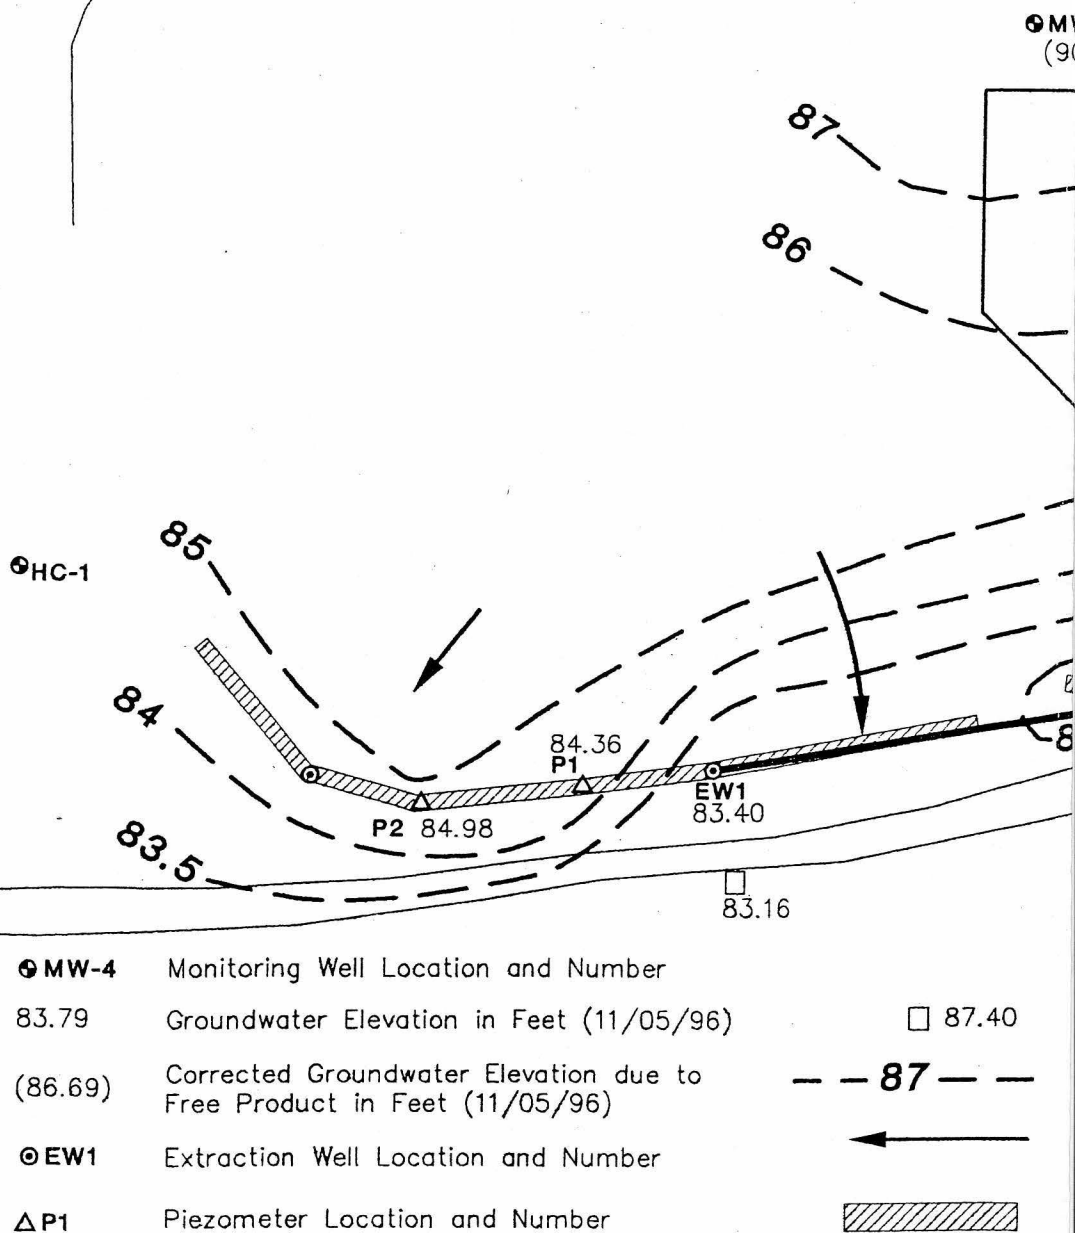 MW
(90
87
86
85
HC-1
84
84.36
P1
EW1
83.40
P2 84.98
83.5
83.16
8
MW-4 Monitoring Well Location and Number
83.79 Groundwater Elevation in Feet (11/05/96)
87.40
(86.69) Corrected Groundwater Elevation due to
Free Product in Feet (11/05/96)
87
EW1 Extraction Well Location and Number
P1 Piezometer Location and Number